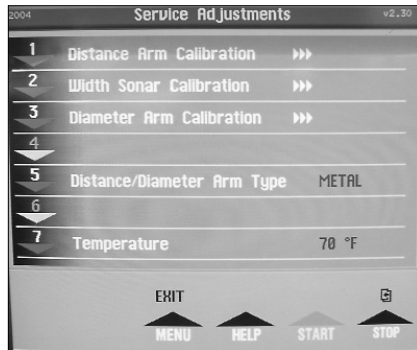 2004 Service Adjustments v2.30
1 Distance Arm Calibration
2 Width Sonar Calibration
3 Diameter Arm Calibration
4
5 Distance/Diameter Arm Type METAL
6
7 Temperature 70 °F
EXIT
MENU HELP START STOP